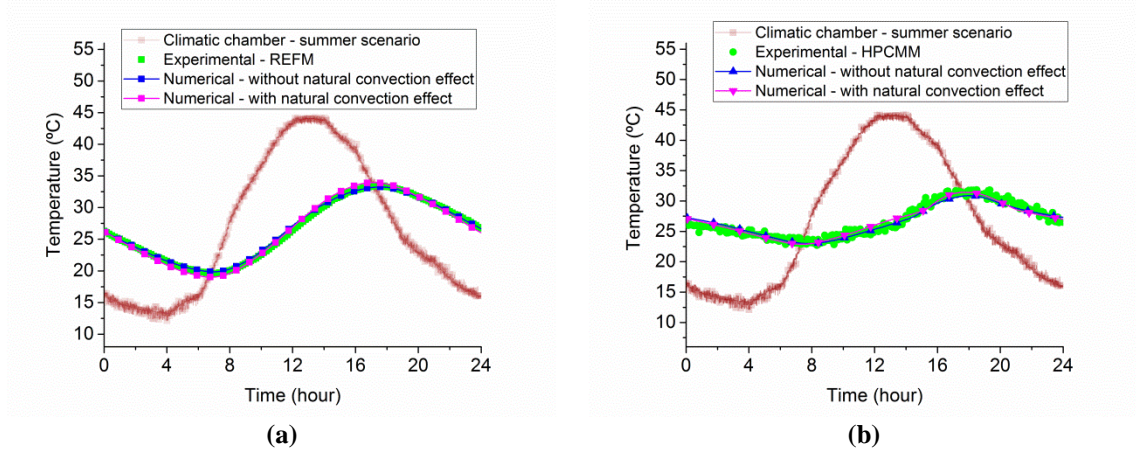 Climatic chamber - summer scenario
Experimental - REFM
Numerical - without natural convection effect
Numerical - with natural convection effect
Temperature (ºC)
55
50
45
40
35
30
25
20
15
10
0 4 8 12 16 20 24
Time (hour)
(a)
Climatic chamber - summer scenario
Experimental - HPCMM
Numerical - without natural convection effect
Numerical - with natural convection effect
Temperature (ºC)
55
50
45
40
35
30
25
20
15
10
0 4 8 12 16 20 24
Time (hour)
(b)